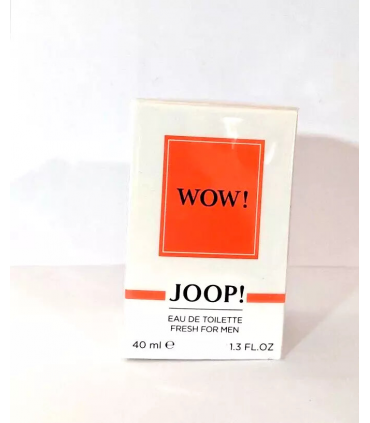 WOW!
JOOP!
EAU DE TOILETTE
FRESH FOR MEN
40 ml ℮ 1.3 FL.OZ